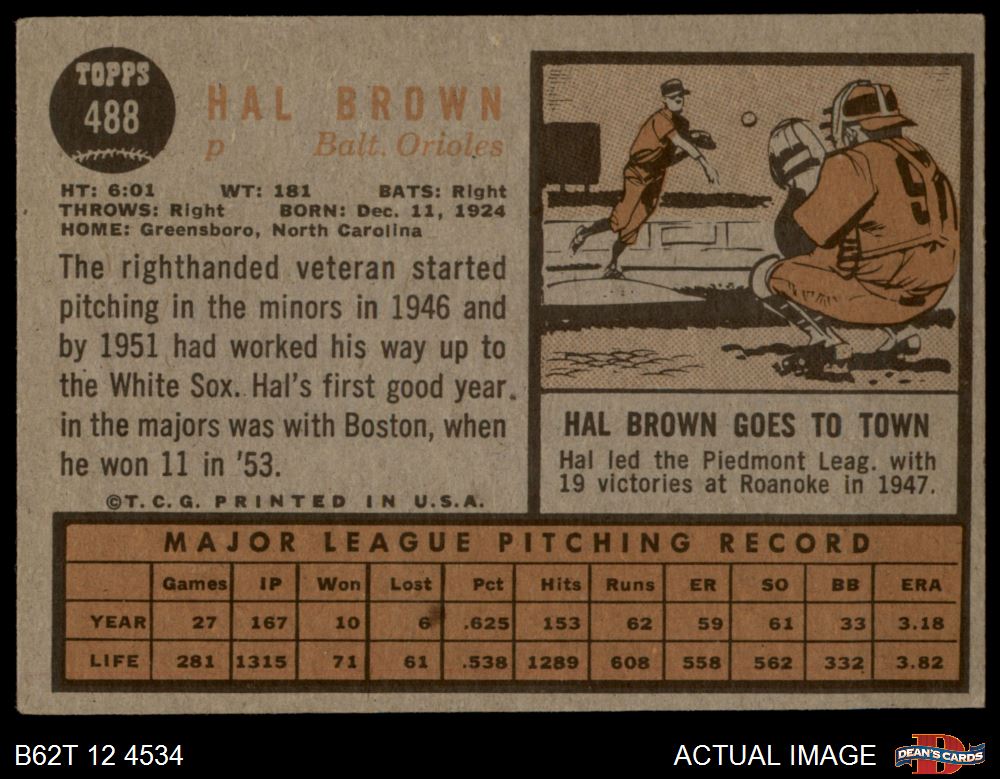 TOPPS
488
HAL BROWN
p Balt. Orioles
HT: 6:01 WT: 181 BATS: Right
THROWS: Right BORN: Dec. 11, 1924
HOME: Greensboro, North Carolina
The righthanded veteran started
pitching in the minors in 1946 and
by 1951 had worked his way up to
the White Sox. Hal's first good year
in the majors was with Boston, when
he won 11 in '53.
©T.C.G. PRINTED IN U.S.A.
HAL BROWN GOES TO TOWN
Hal led the Piedmont Leag. with
19 victories at Roanoke in 1947.
MAJOR LEAGUE PITCHING RECORD
Games IP Won Lost Pct Hits Runs ER SO BB ERA
YEAR 27 167 10 6 .625 153 62 59 61 33 3.18
LIFE 281 1315 71 61 .538 1289 608 558 562 332 3.82
B62T 12 4534
ACTUAL IMAGE
DEAN'S CARDS